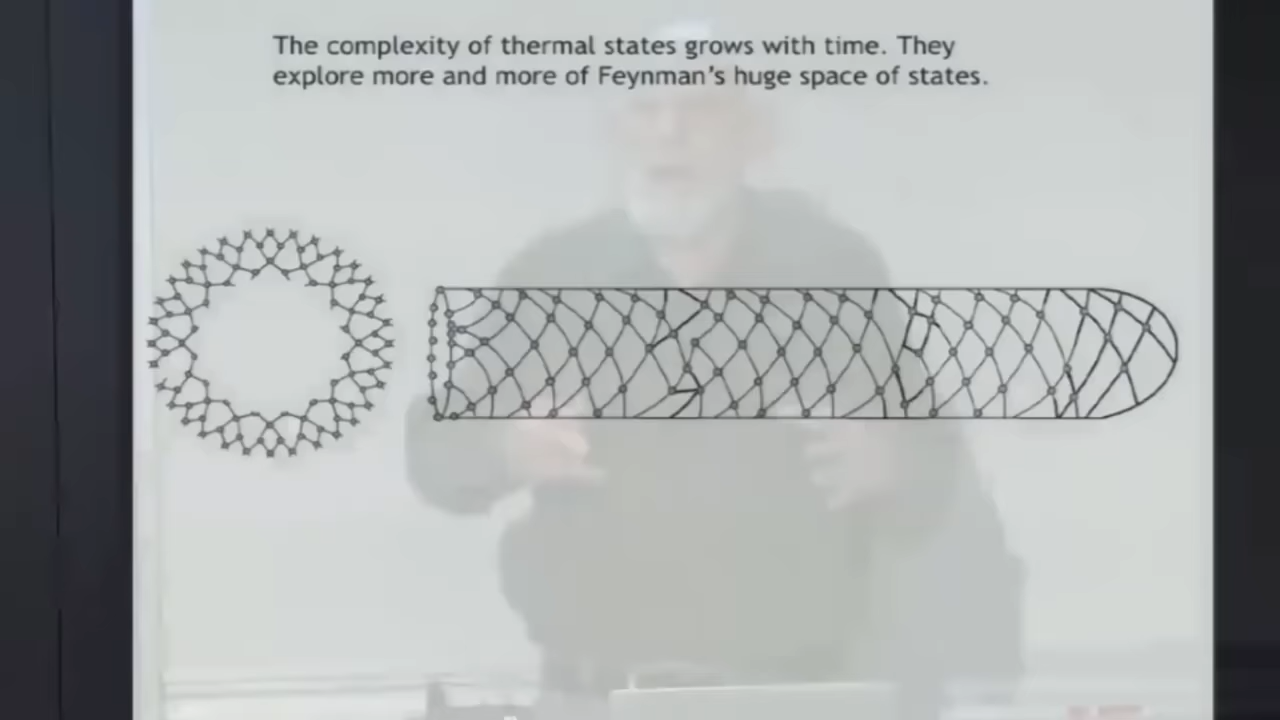 The complexity of thermal states grows with time. They
explore more and more of Feynman's huge space of states.